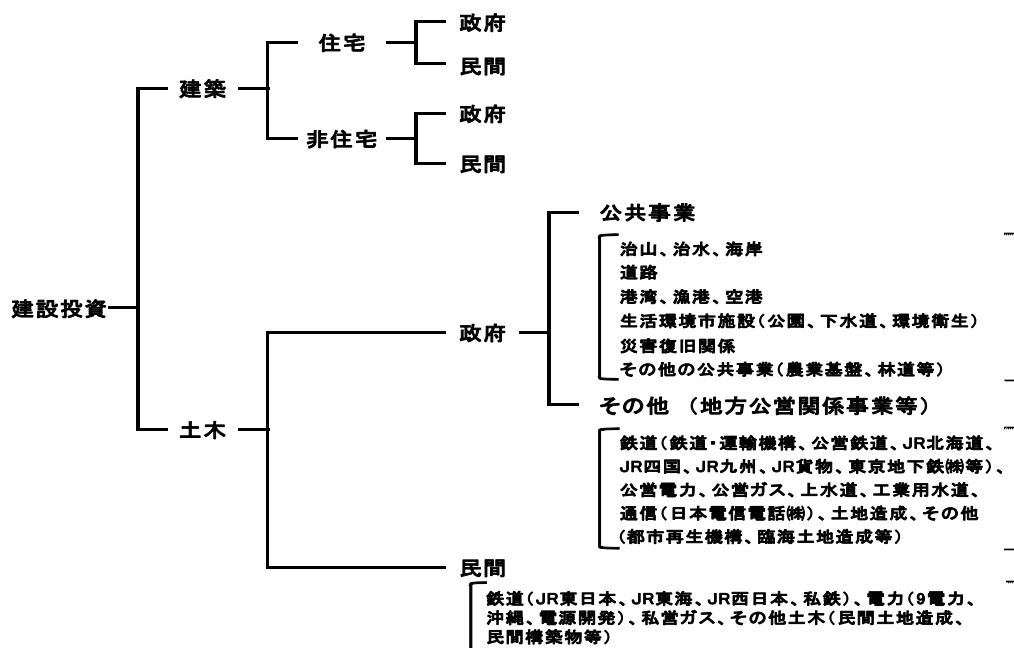 政府
住宅
民間
建築
政府
非住宅
民間
公共事業
治山、治水、海岸
道路
港湾、漁港、空港
生活環境市施設（公園、下水道、環境衛生）
災害復旧関係
その他の公共事業（農業基盤、林道等）
建設投資
政府
その他　（地方公営関係事業等）
土木
鉄道（鉄道・運輸機構、公営鉄道、JR北海道、
JR四国、JR九州、JR貨物、東京地下鉄㈱等）、
公営電力、公営ガス、上水道、工業用水道、
通信（日本電信電話㈱）、土地造成、その他
（都市再生機構、臨海土地造成等）
民間
鉄道（JR東日本、JR東海、JR西日本、私鉄）、電力（9電力、
沖縄、電源開発）、私営ガス、その他土木（民間土地造成、
民間構築物等）